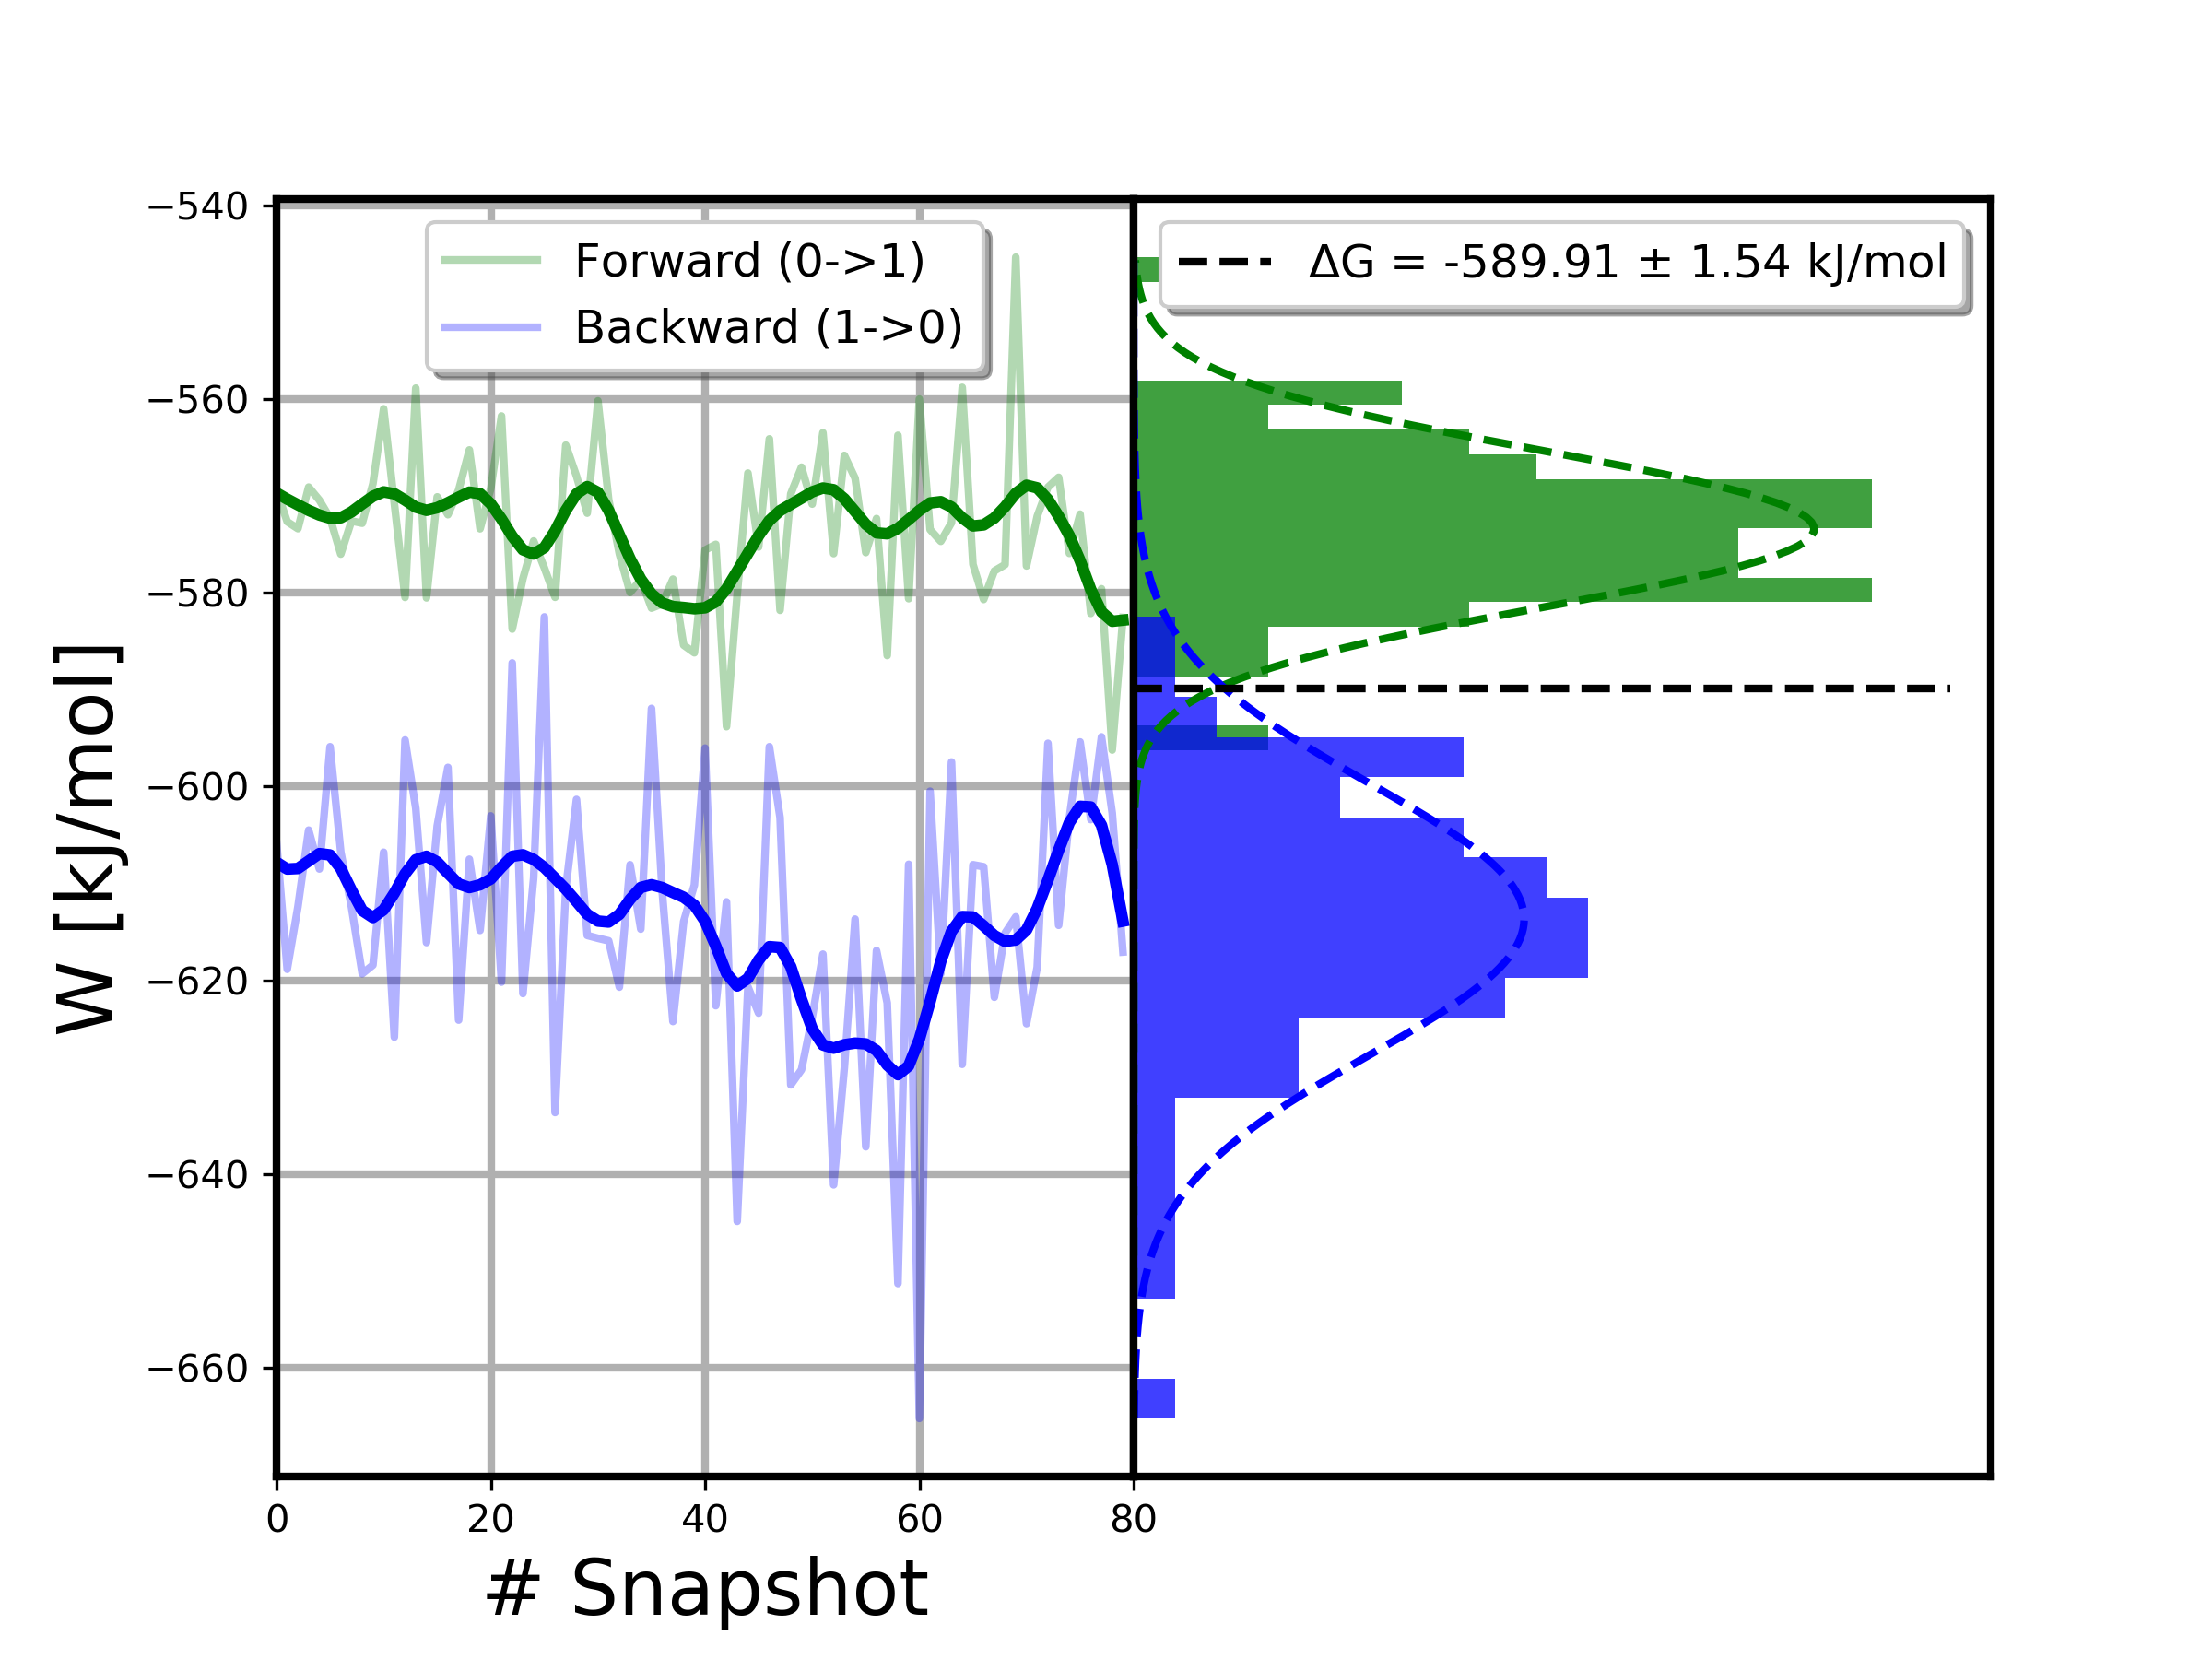 Forward (0->1)
Backward (1->0)
ΔG = -589.91 ± 1.54 kJ/mol
−540
−560
−580
−600
−620
−640
−660
W [kJ/mol]
0 20 40 60 80
# Snapshot